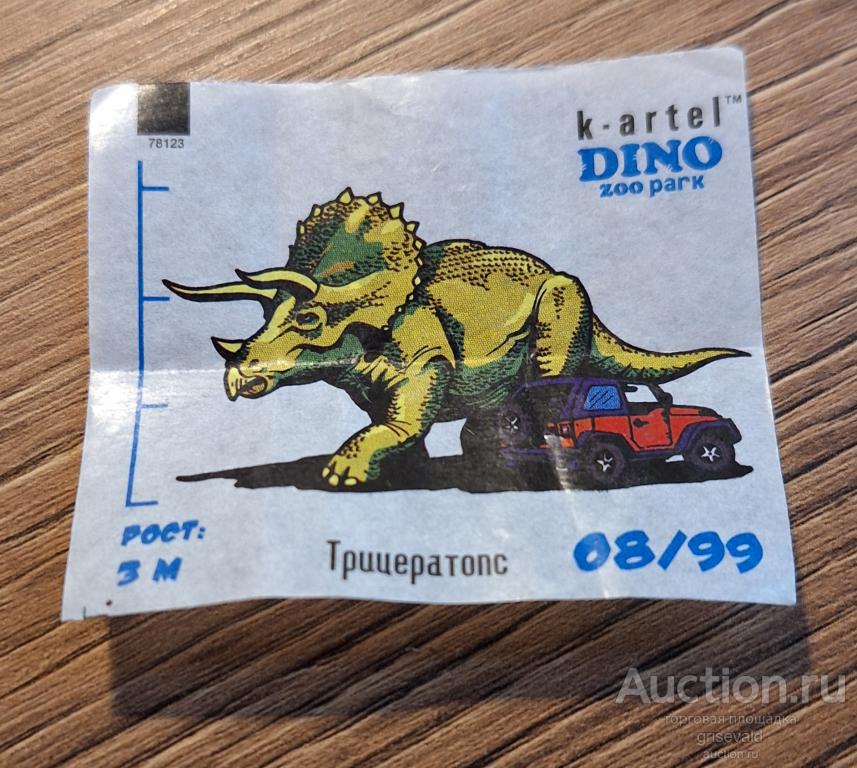 78123
k-artel™
DINO
zoo park
РОСТ:
3 М
Трицератопс
08/99
Auction.ru
торговая площадка
grisevald
auction.ru